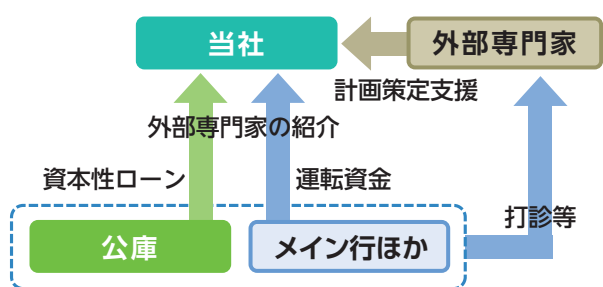 当社
外部専門家
計画策定支援
外部専門家の紹介
資本性ローン
運転資金
打診等
公庫
メイン行ほか